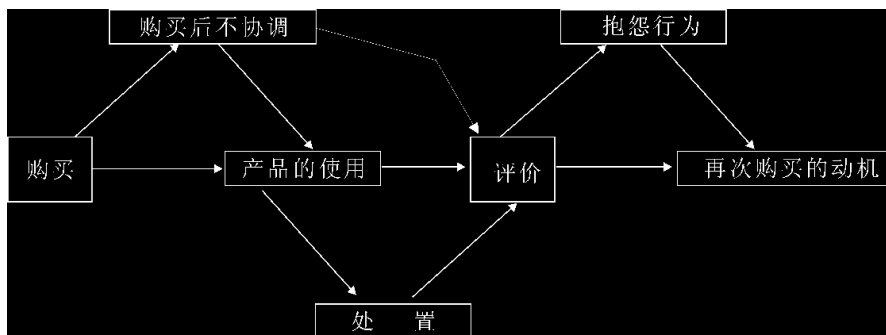 购买后不协调
抱怨行为
购买
产品的使用
评价
再次购买的动机
处 置